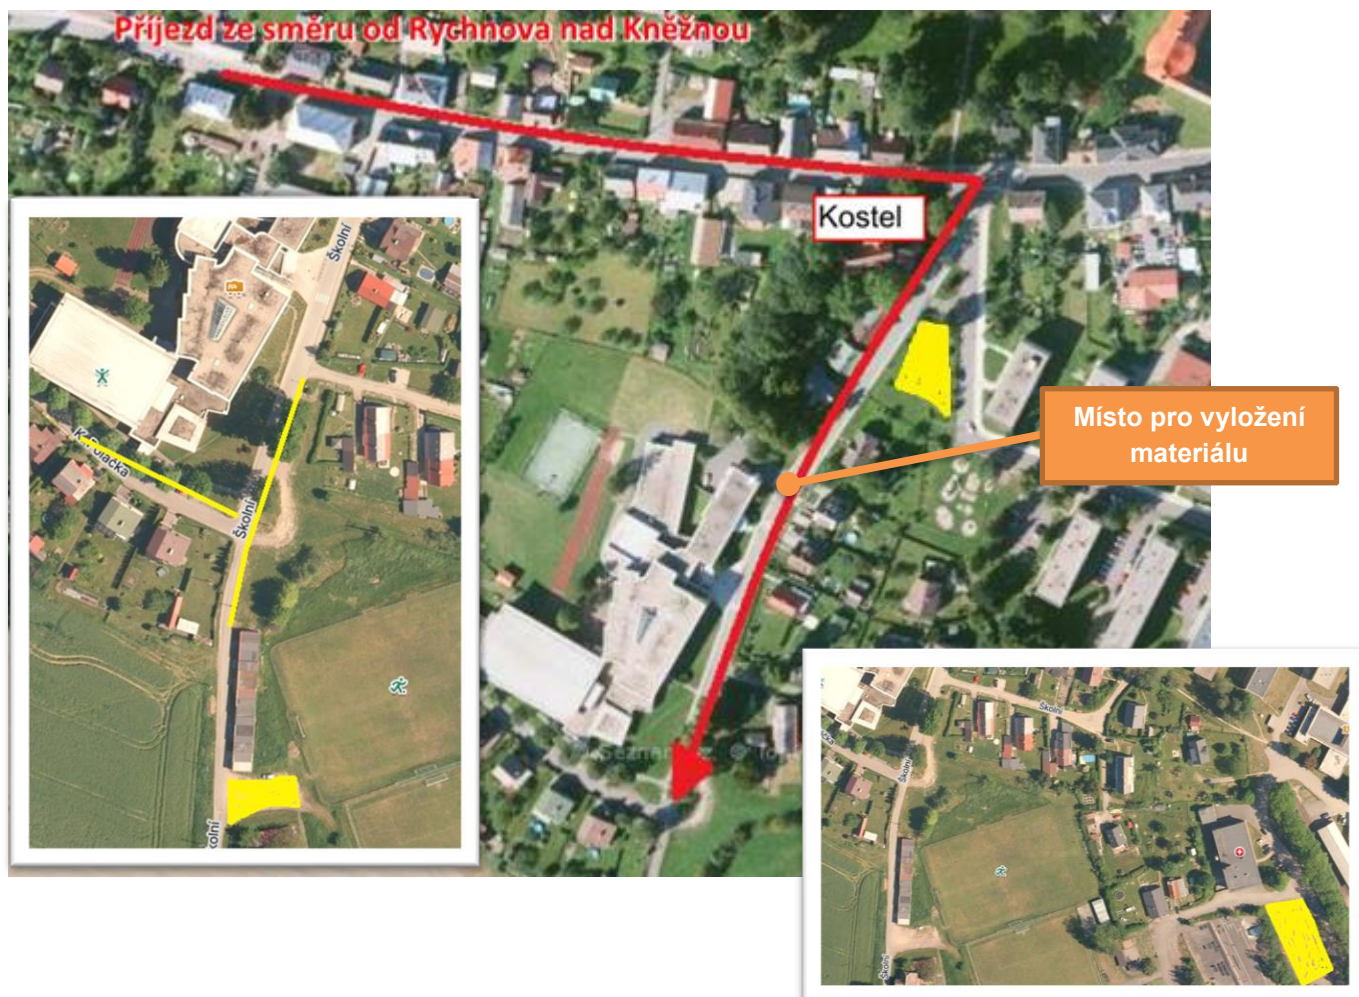 Příjezd ze směru od Rychnova nad Kněžnou
Kostel
Místo pro vyložení
materiálu
Školní
Školní
Školní
Školní
Školní